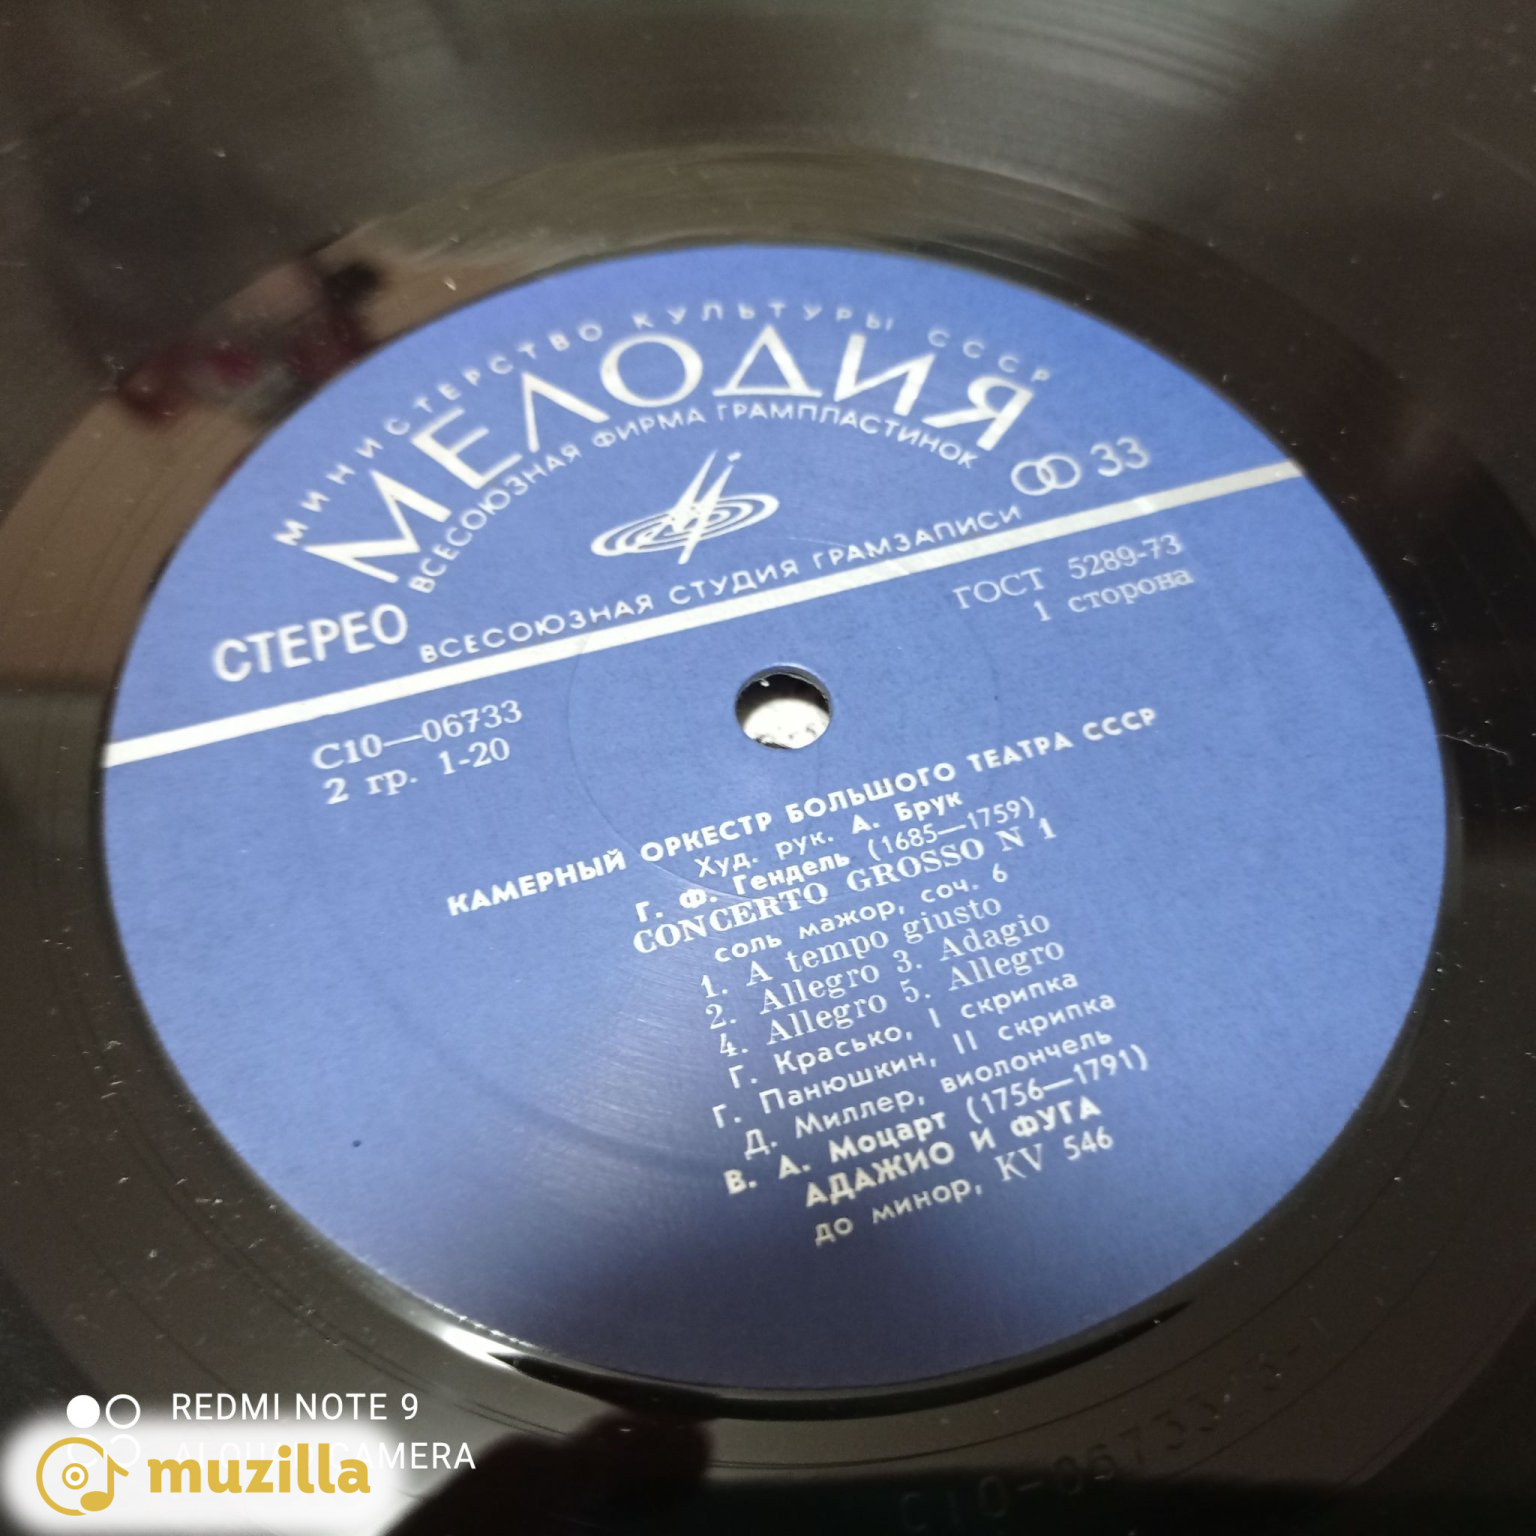 МИНИСТЕРСТВО КУЛЬТУРЫ СССР
МЕЛОДИЯ
ВСЕСОЮЗНАЯ ФИРМА ГРАМПЛАСТИНОК
33
СТЕРЕО
ВСЕСОЮЗНАЯ СТУДИЯ ГРАМЗАПИСИ
ГОСТ 5289-73
1 сторона
С10—06733
2 гр. 1-20
КАМЕРНЫЙ ОРКЕСТР БОЛЬШОГО ТЕАТРА СССР
Худ. рук. А. Брук
Г. Ф. Гендель (1685—1759)
CONCERTO GROSSO N 1
соль мажор, соч. 6
1. A tempo giusto
2. Allegro 3. Adagio
4. Allegro 5. Allegro
Г. Красько, I скрипка
Г. Панюшкин, II скрипка
Д. Миллер, виолончель
В. А. Моцарт (1756—1791)
АДАЖИО И ФУГА
до минор, KV 546
REDMI NOTE 9
CAMERA
muzilla